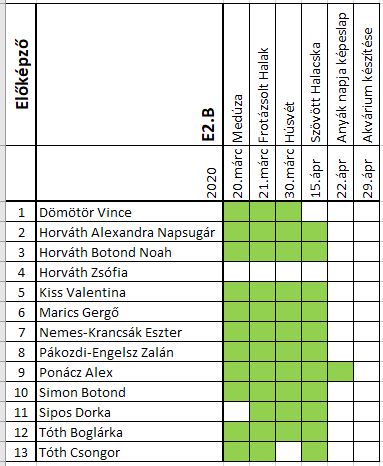 Előképző
E2.B
2020
20.márc Medúza
21.márc Frotázsolt Halak
30.márc Húsvét
15.ápr Szövött Halacska
22.ápr Anyák napja képeslap
29.ápr Akvárium készítése
1 Dömötör Vince
2 Horváth Alexandra Napsugár
3 Horváth Botond Noah
4 Horváth Zsófia
5 Kiss Valentina
6 Marics Gergő
7 Nemes-Krancsák Eszter
8 Pákozdi-Engelsz Zalán
9 Ponácz Alex
10 Simon Botond
11 Sipos Dorka
12 Tóth Boglárka
13 Tóth Csongor